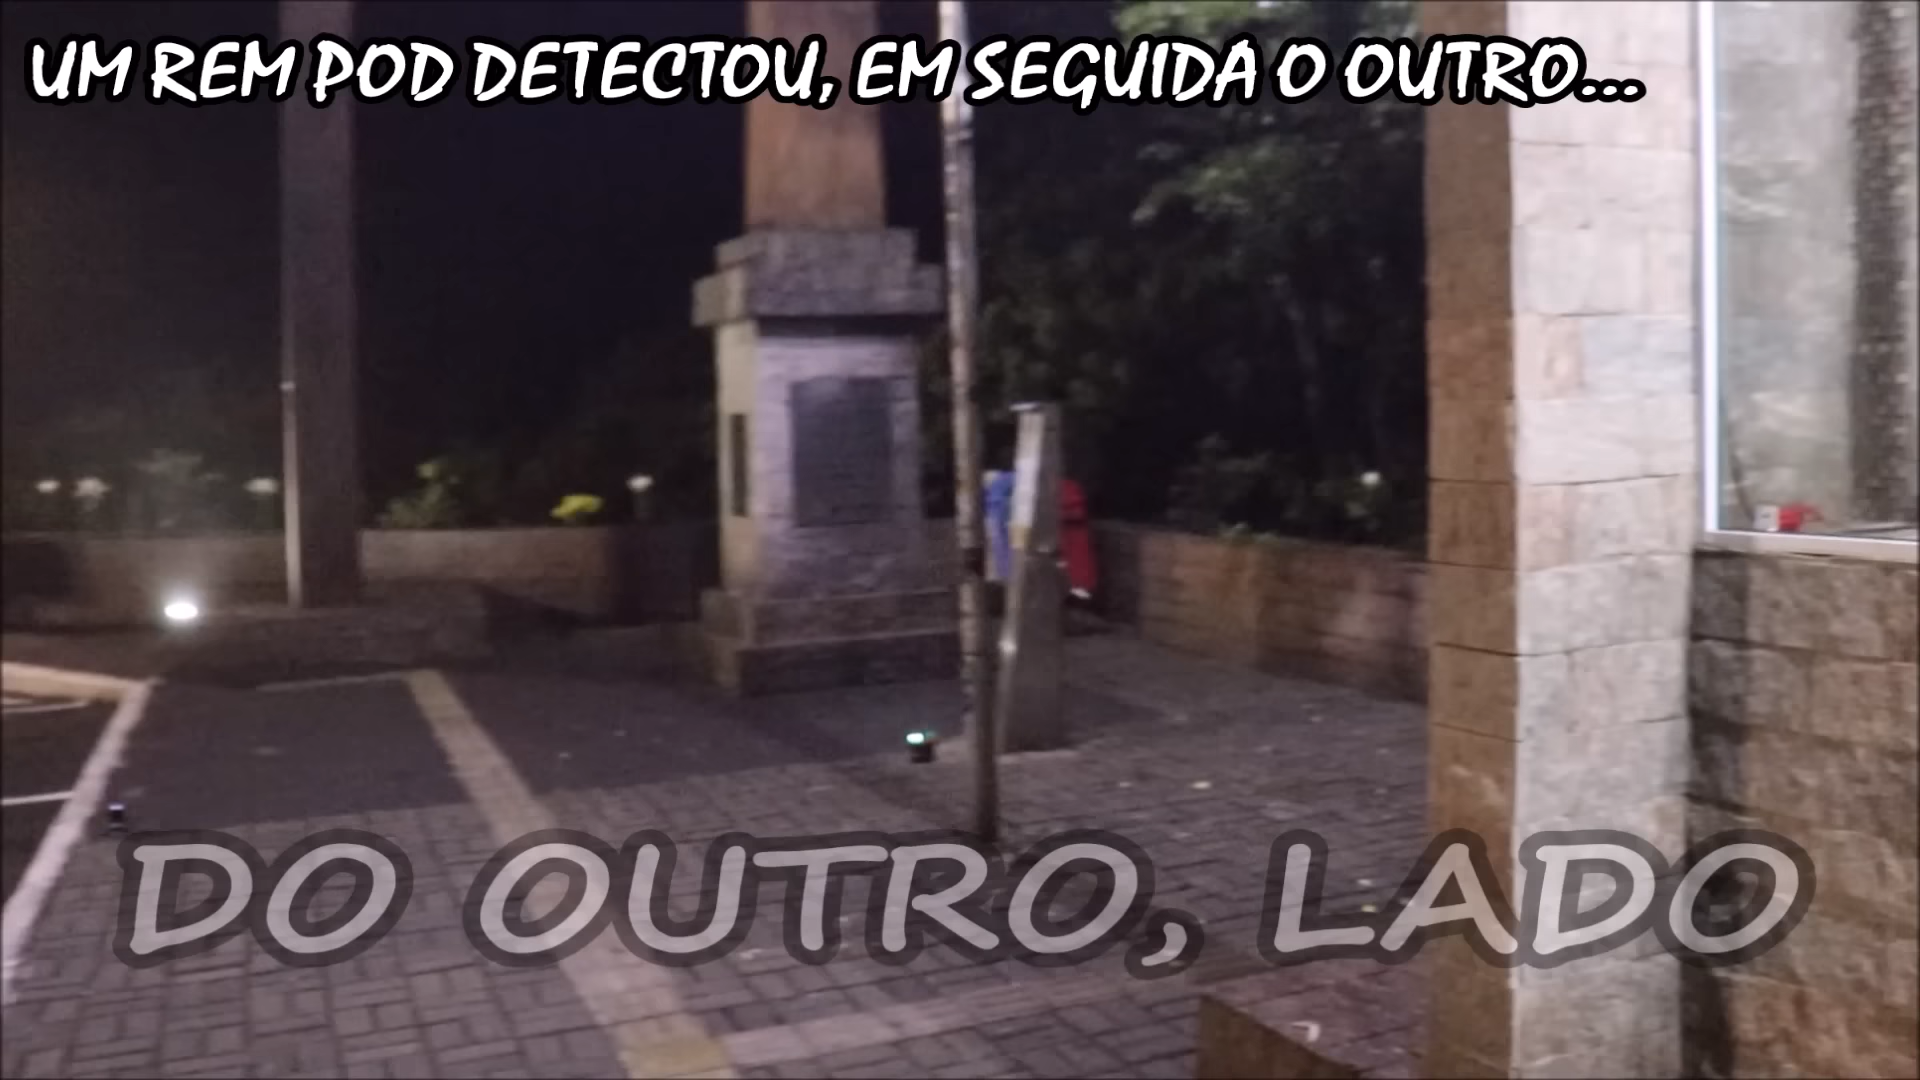 UM REM POD DETECTOU, EM SEGUIDA O OUTRO...
DO OUTRO, LADO